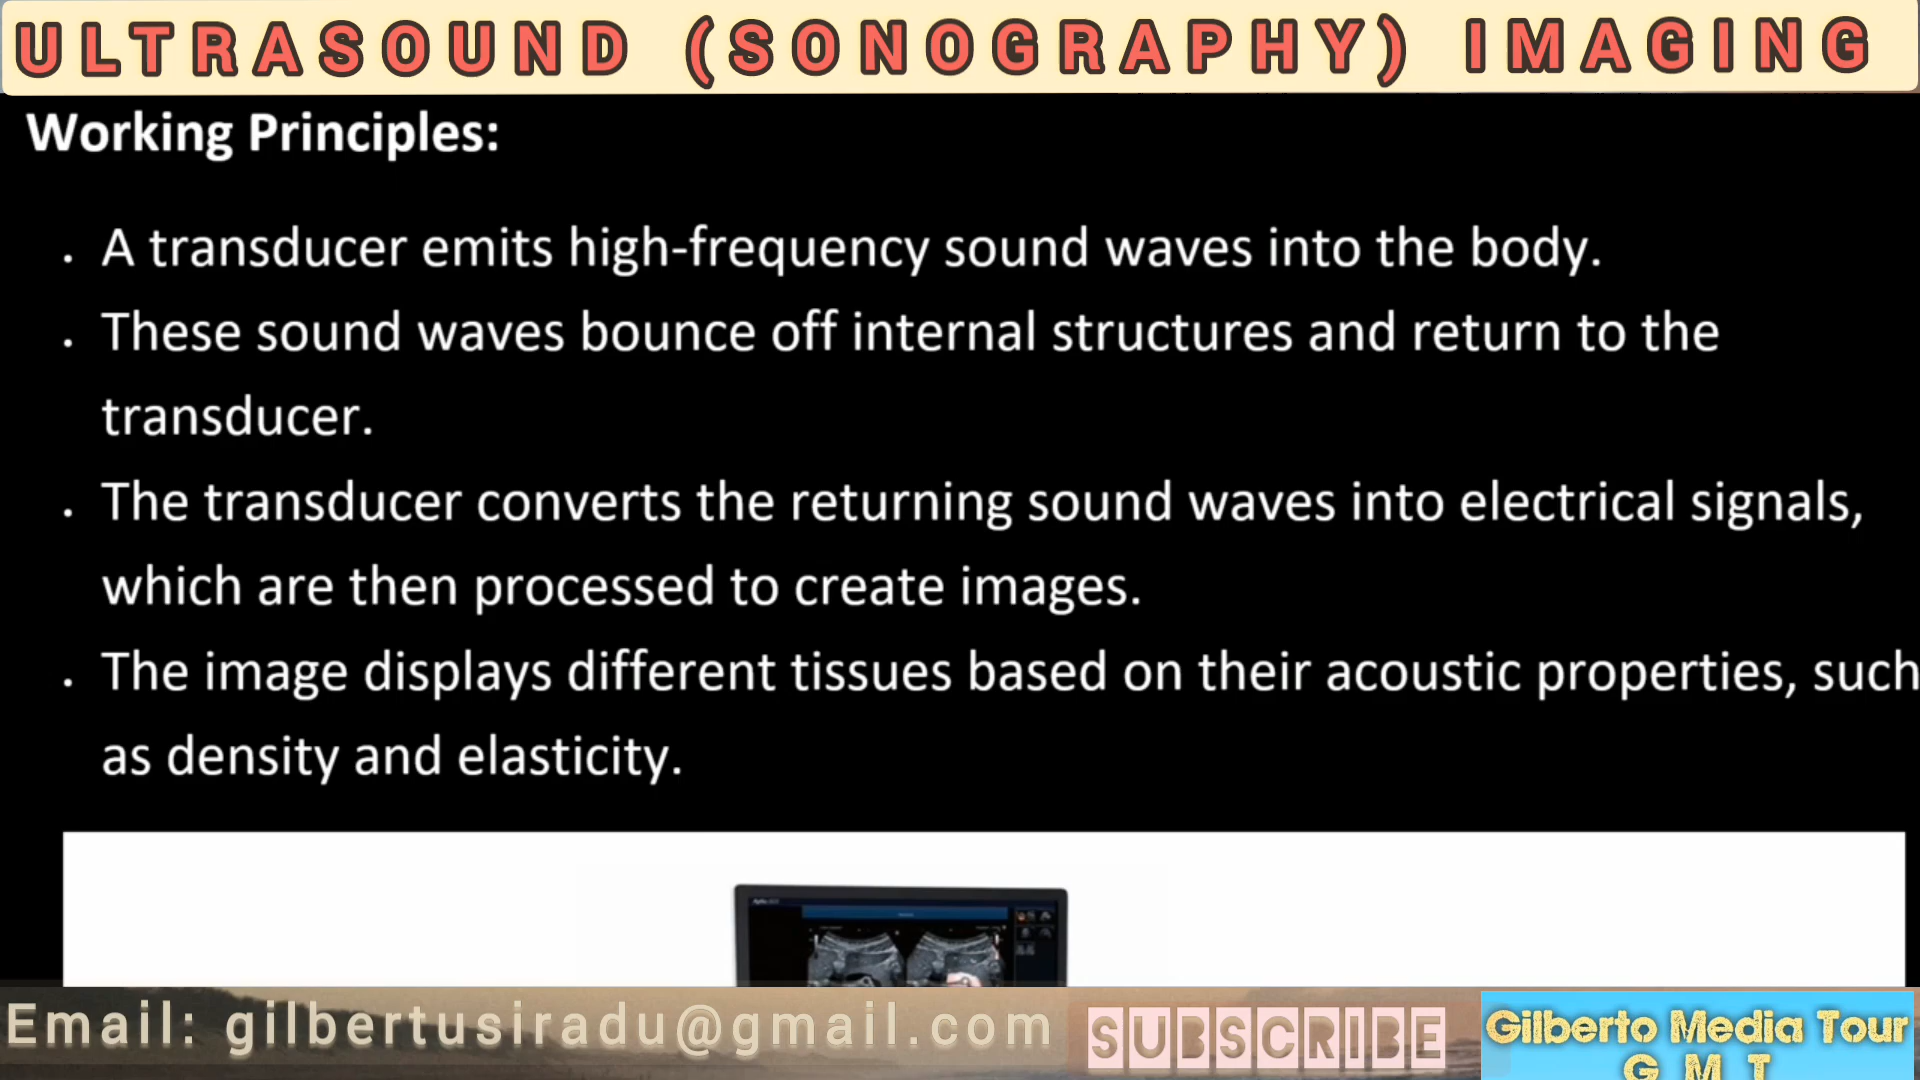 ULTRASOUND (SONOGRAPHY) IMAGING
Working Principles:
. A transducer emits high-frequency sound waves into the body.
. These sound waves bounce off internal structures and return to the
transducer.
. The transducer converts the returning sound waves into electrical signals,
which are then processed to create images.
. The image displays different tissues based on their acoustic properties, such
as density and elasticity.
Email: gilbertusiradu@gmail.com
SUBSCRIBE
Gilberto Media Tour
G M T